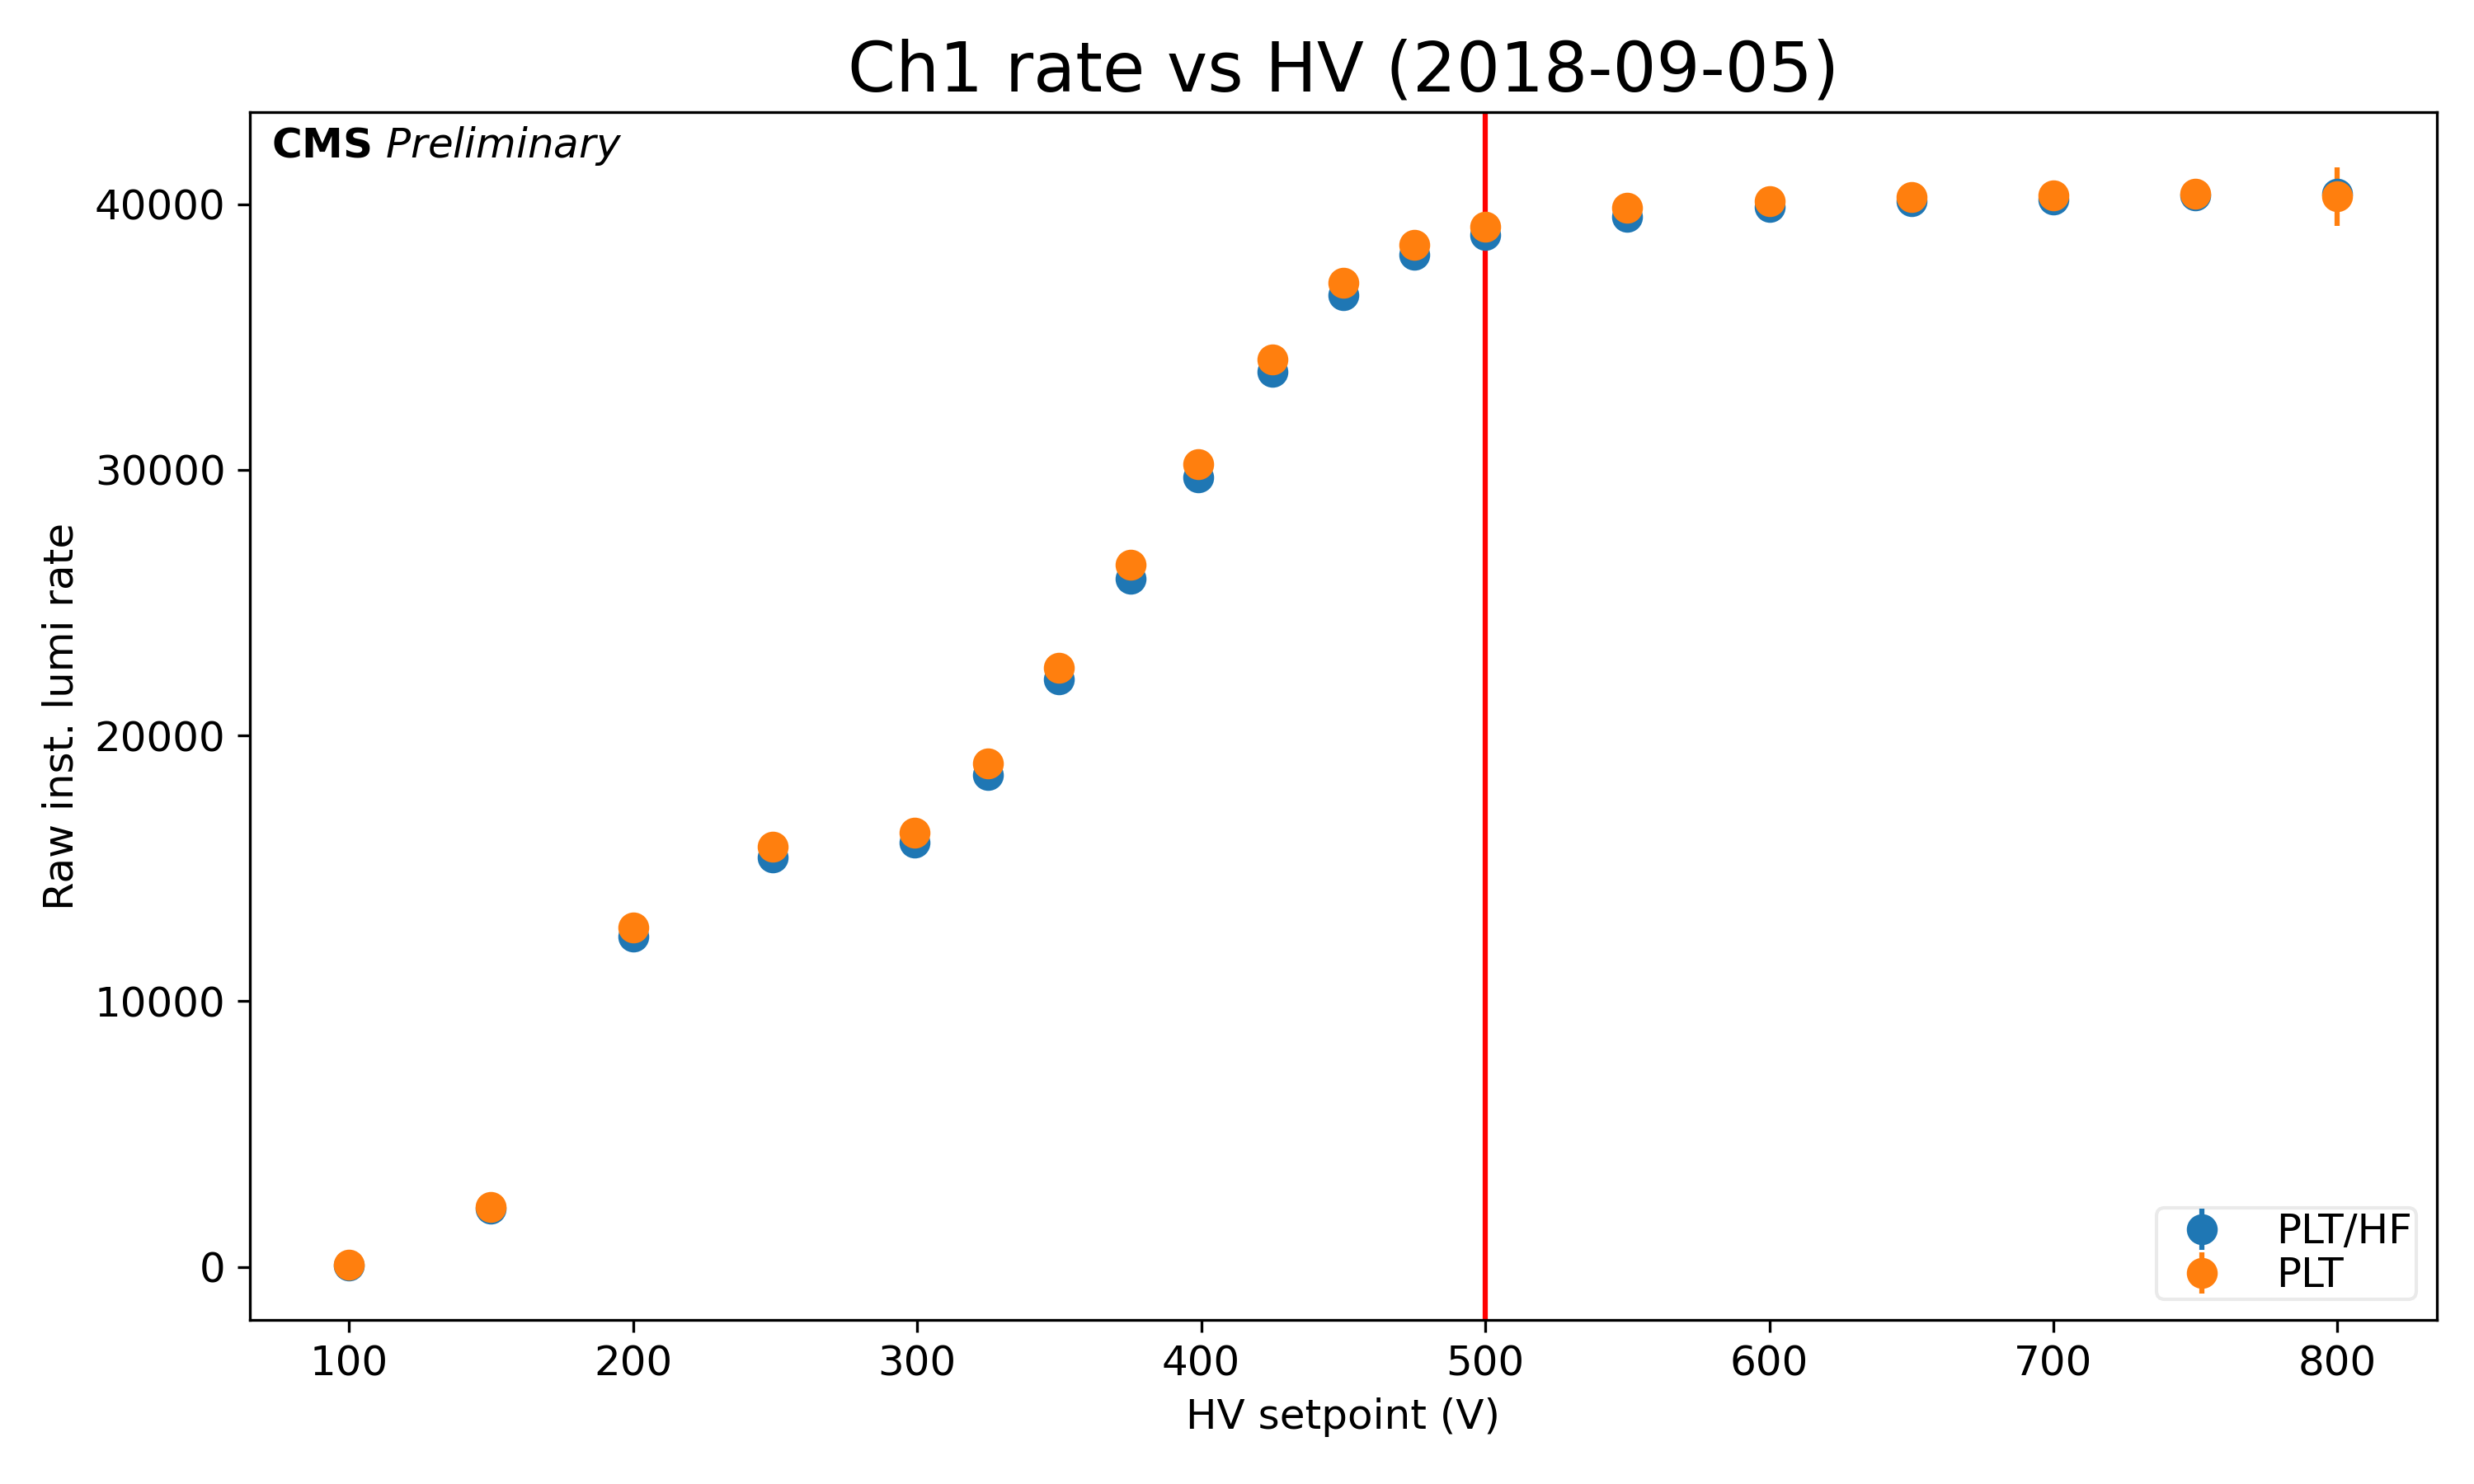 Ch1 rate vs HV (2018-09-05)
CMS Preliminary
40000
30000
20000
10000
0
Raw inst. lumi rate
PLT/HF
PLT
100 200 300 400 500 600 700 800
HV setpoint (V)